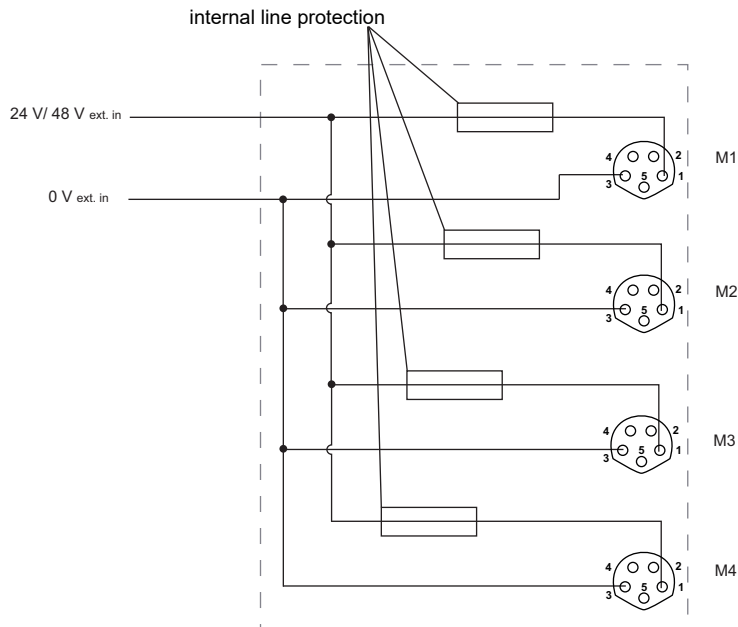 internal line protection
24 V/ 48 V ext. in
4 2
3 5 1
M1
0 V ext. in
4 2
3 5 1
M2
4 2
3 5 1
M3
4 2
3 5 1
M4